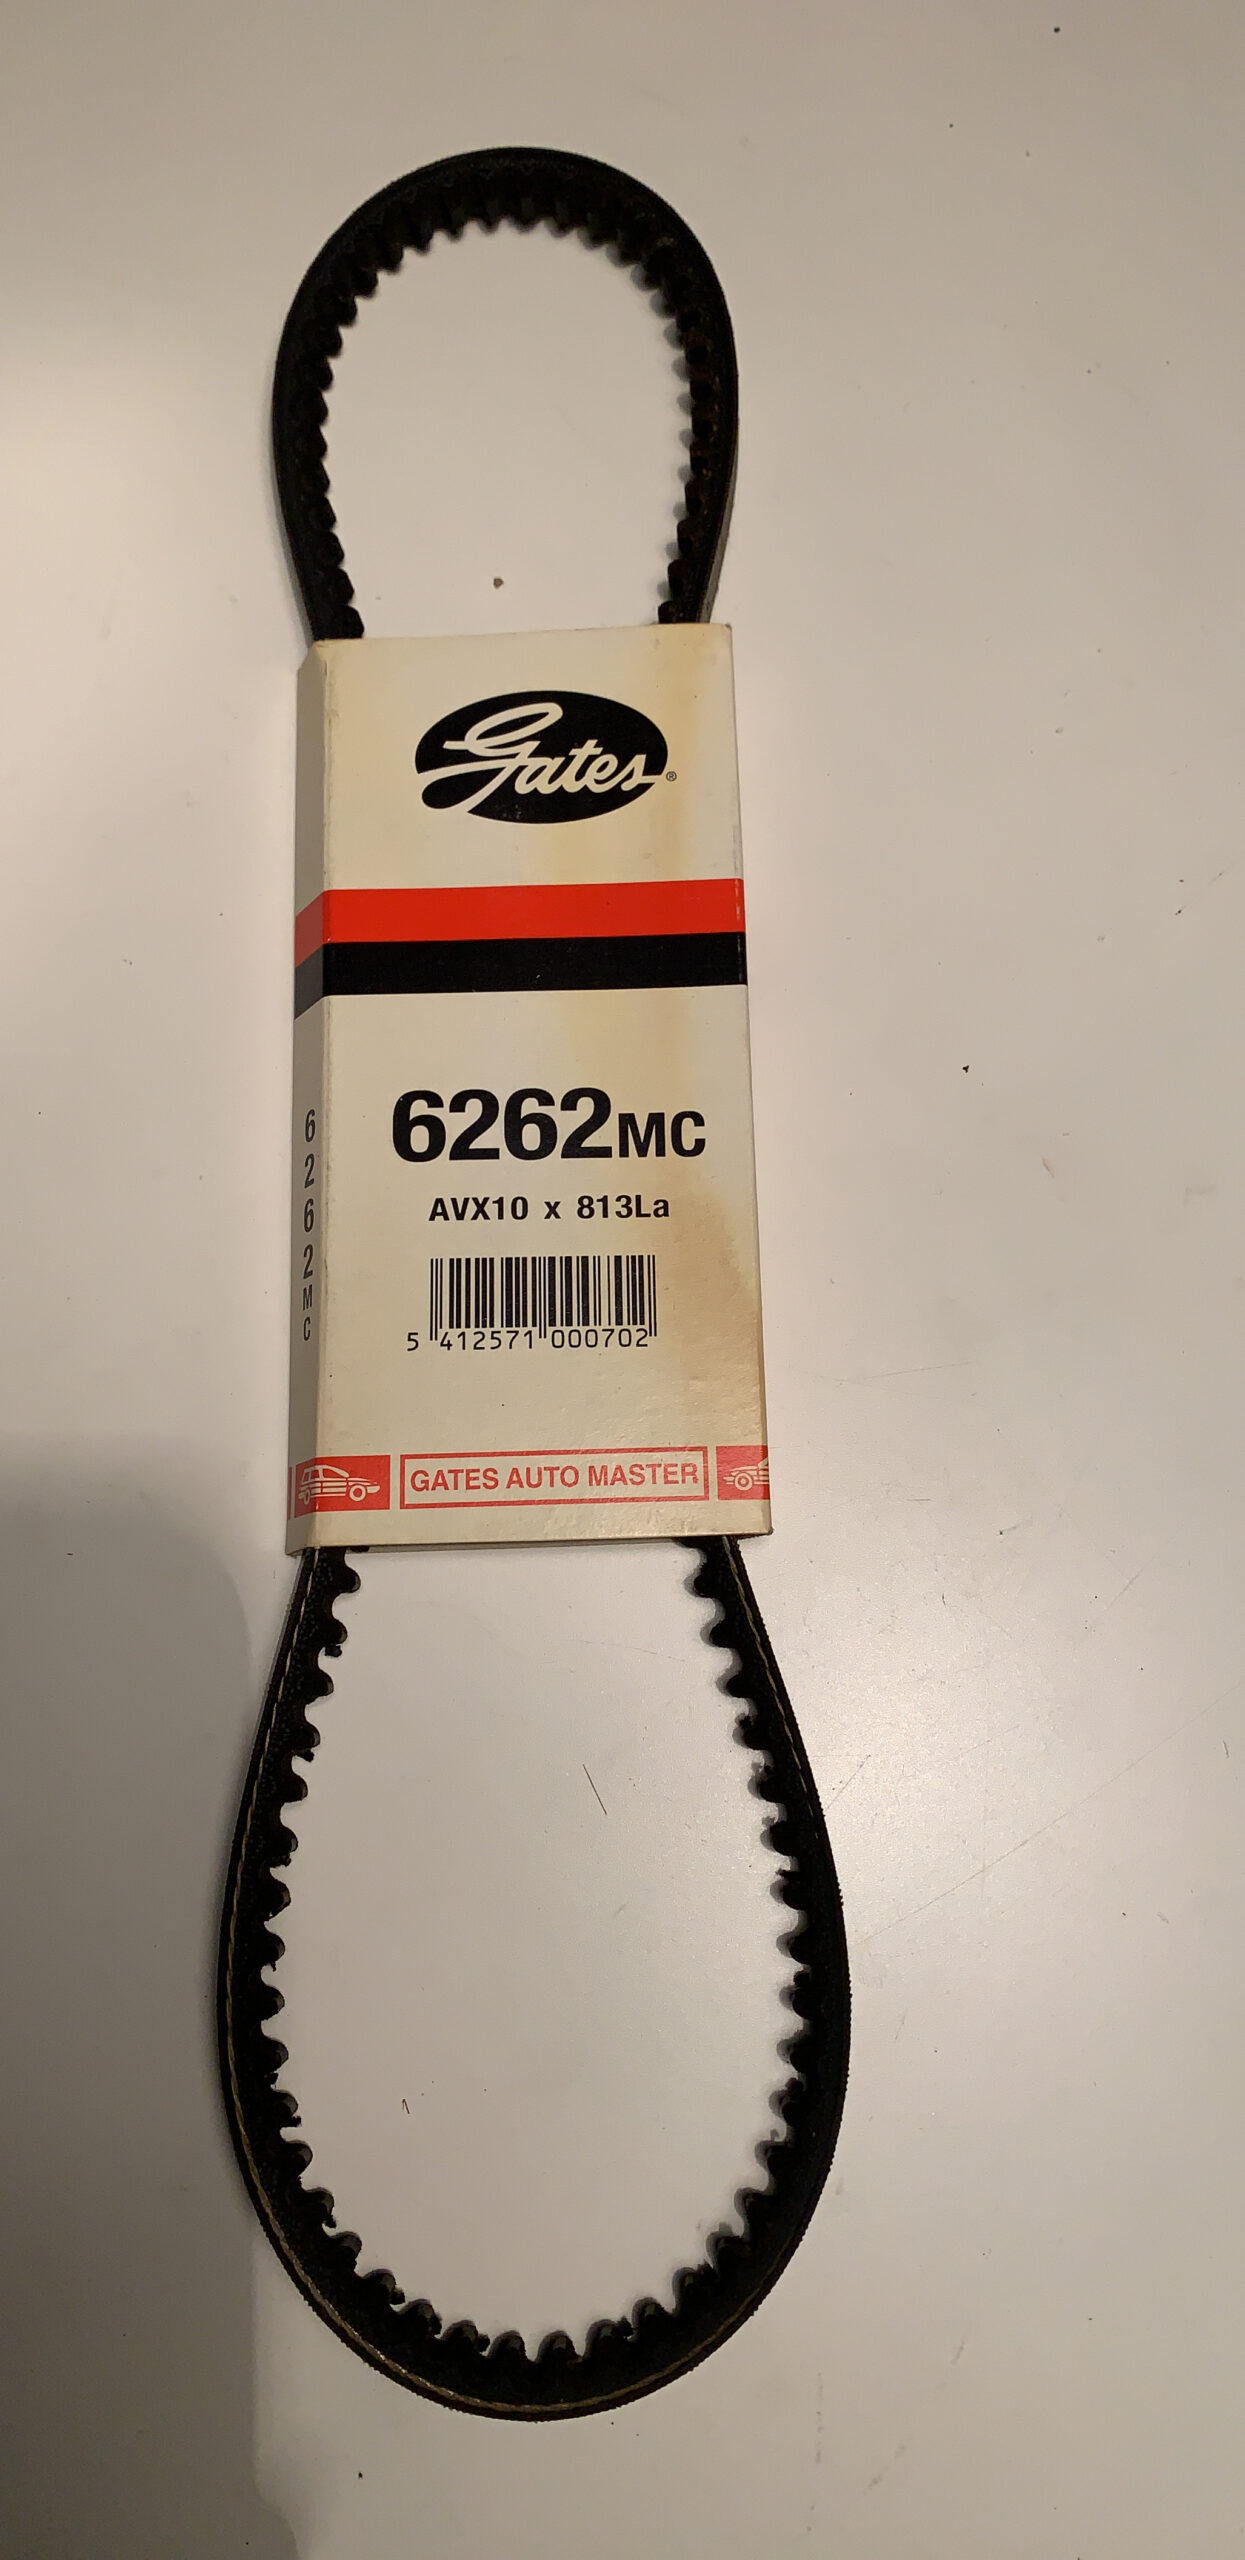 Gates®
6262MC
AVX10 x 813La
5 412571 000702
GATES AUTO MASTER
6262MC